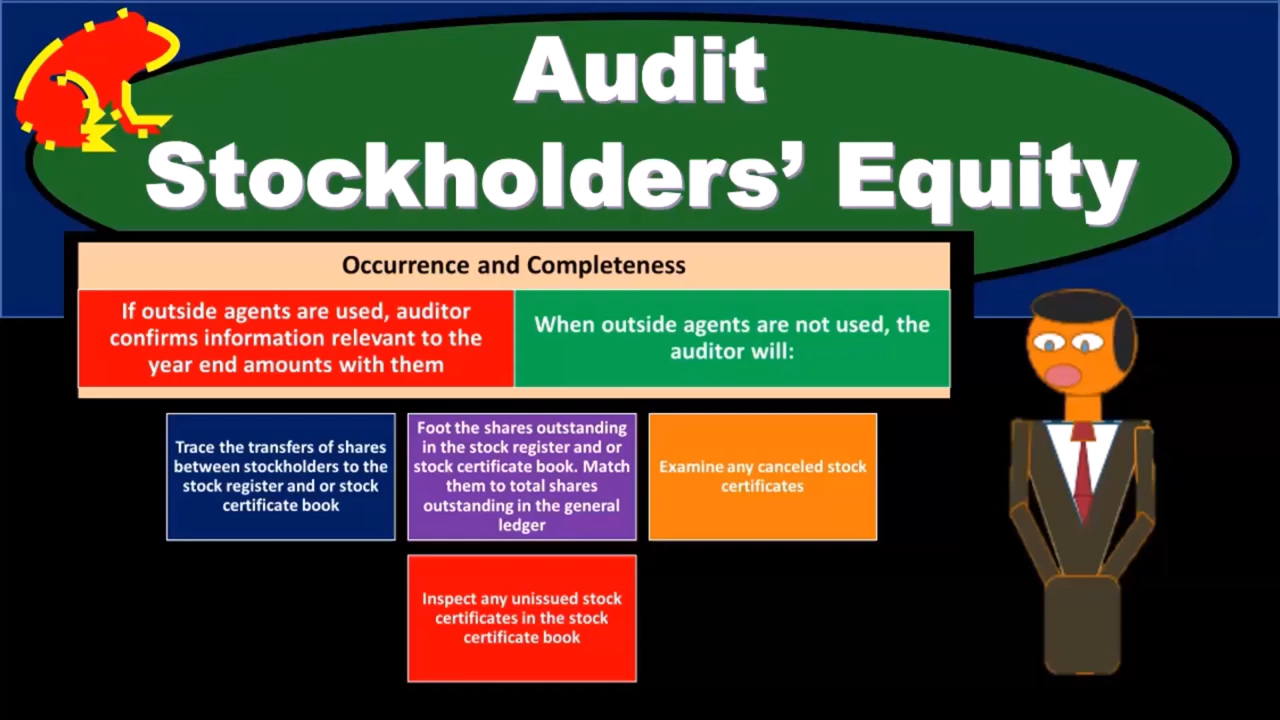 Audit
Stockholders’ Equity
Occurrence and Completeness
If outside agents are used, auditor
confirms information relevant to the
year end amounts with them
When outside agents are not used, the
auditor will:
Trace the transfers of shares
between stockholders to the
stock register and or stock
certificate book
Foot the shares outstanding
in the stock register and or
stock certificate book. Match
them to total shares
outstanding in the general
ledger
Examine any canceled stock
certificates
Inspect any unissued stock
certificates in the stock
certificate book